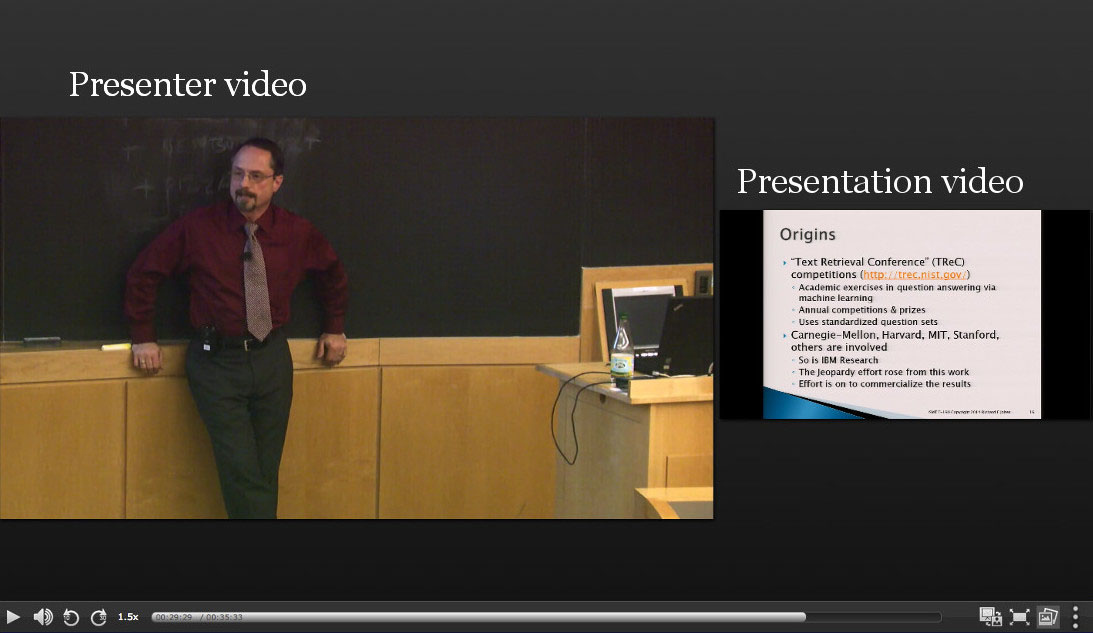 Presenter video
Presentation video
Origins
"Text Retrieval Conference" (TReC)
competitions (http://trec.nist.gov/)
Academic exercises in question answering via
machine learning
Annual competitions & prizes
Uses standardized question sets
Carnegie-Mellon, Harvard, MIT, Stanford,
others are involved
So is IBM Research
The Jeopardy effort rose from this work
Effort is on to commercialize the results
1.5x
00:29:29 / 00:35:33